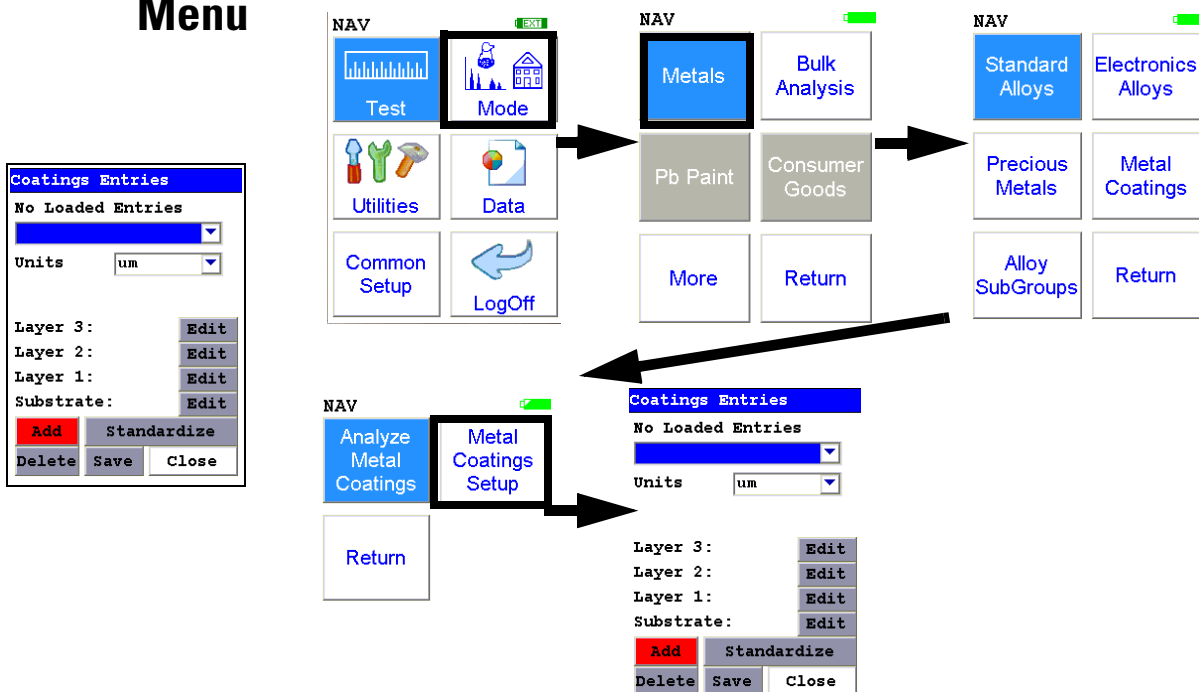 Menu
NAV
EXT
Test
Mode
Utilities
Data
Common
Setup
LogOff
NAV
Metals
Bulk
Analysis
Pb Paint
Consumer
Goods
More
Return
NAV
Standard
Alloys
Electronics
Alloys
Precious
Metals
Metal
Coatings
Alloy
SubGroups
Return
Coatings Entries
No Loaded Entries
Units um
Layer 3: Edit
Layer 2: Edit
Layer 1: Edit
Substrate: Edit
Add Standardize
Delete Save Close
NAV
Analyze
Metal
Coatings
Metal
Coatings
Setup
Return
Coatings Entries
No Loaded Entries
Units um
Layer 3: Edit
Layer 2: Edit
Layer 1: Edit
Substrate: Edit
Add Standardize
Delete Save Close